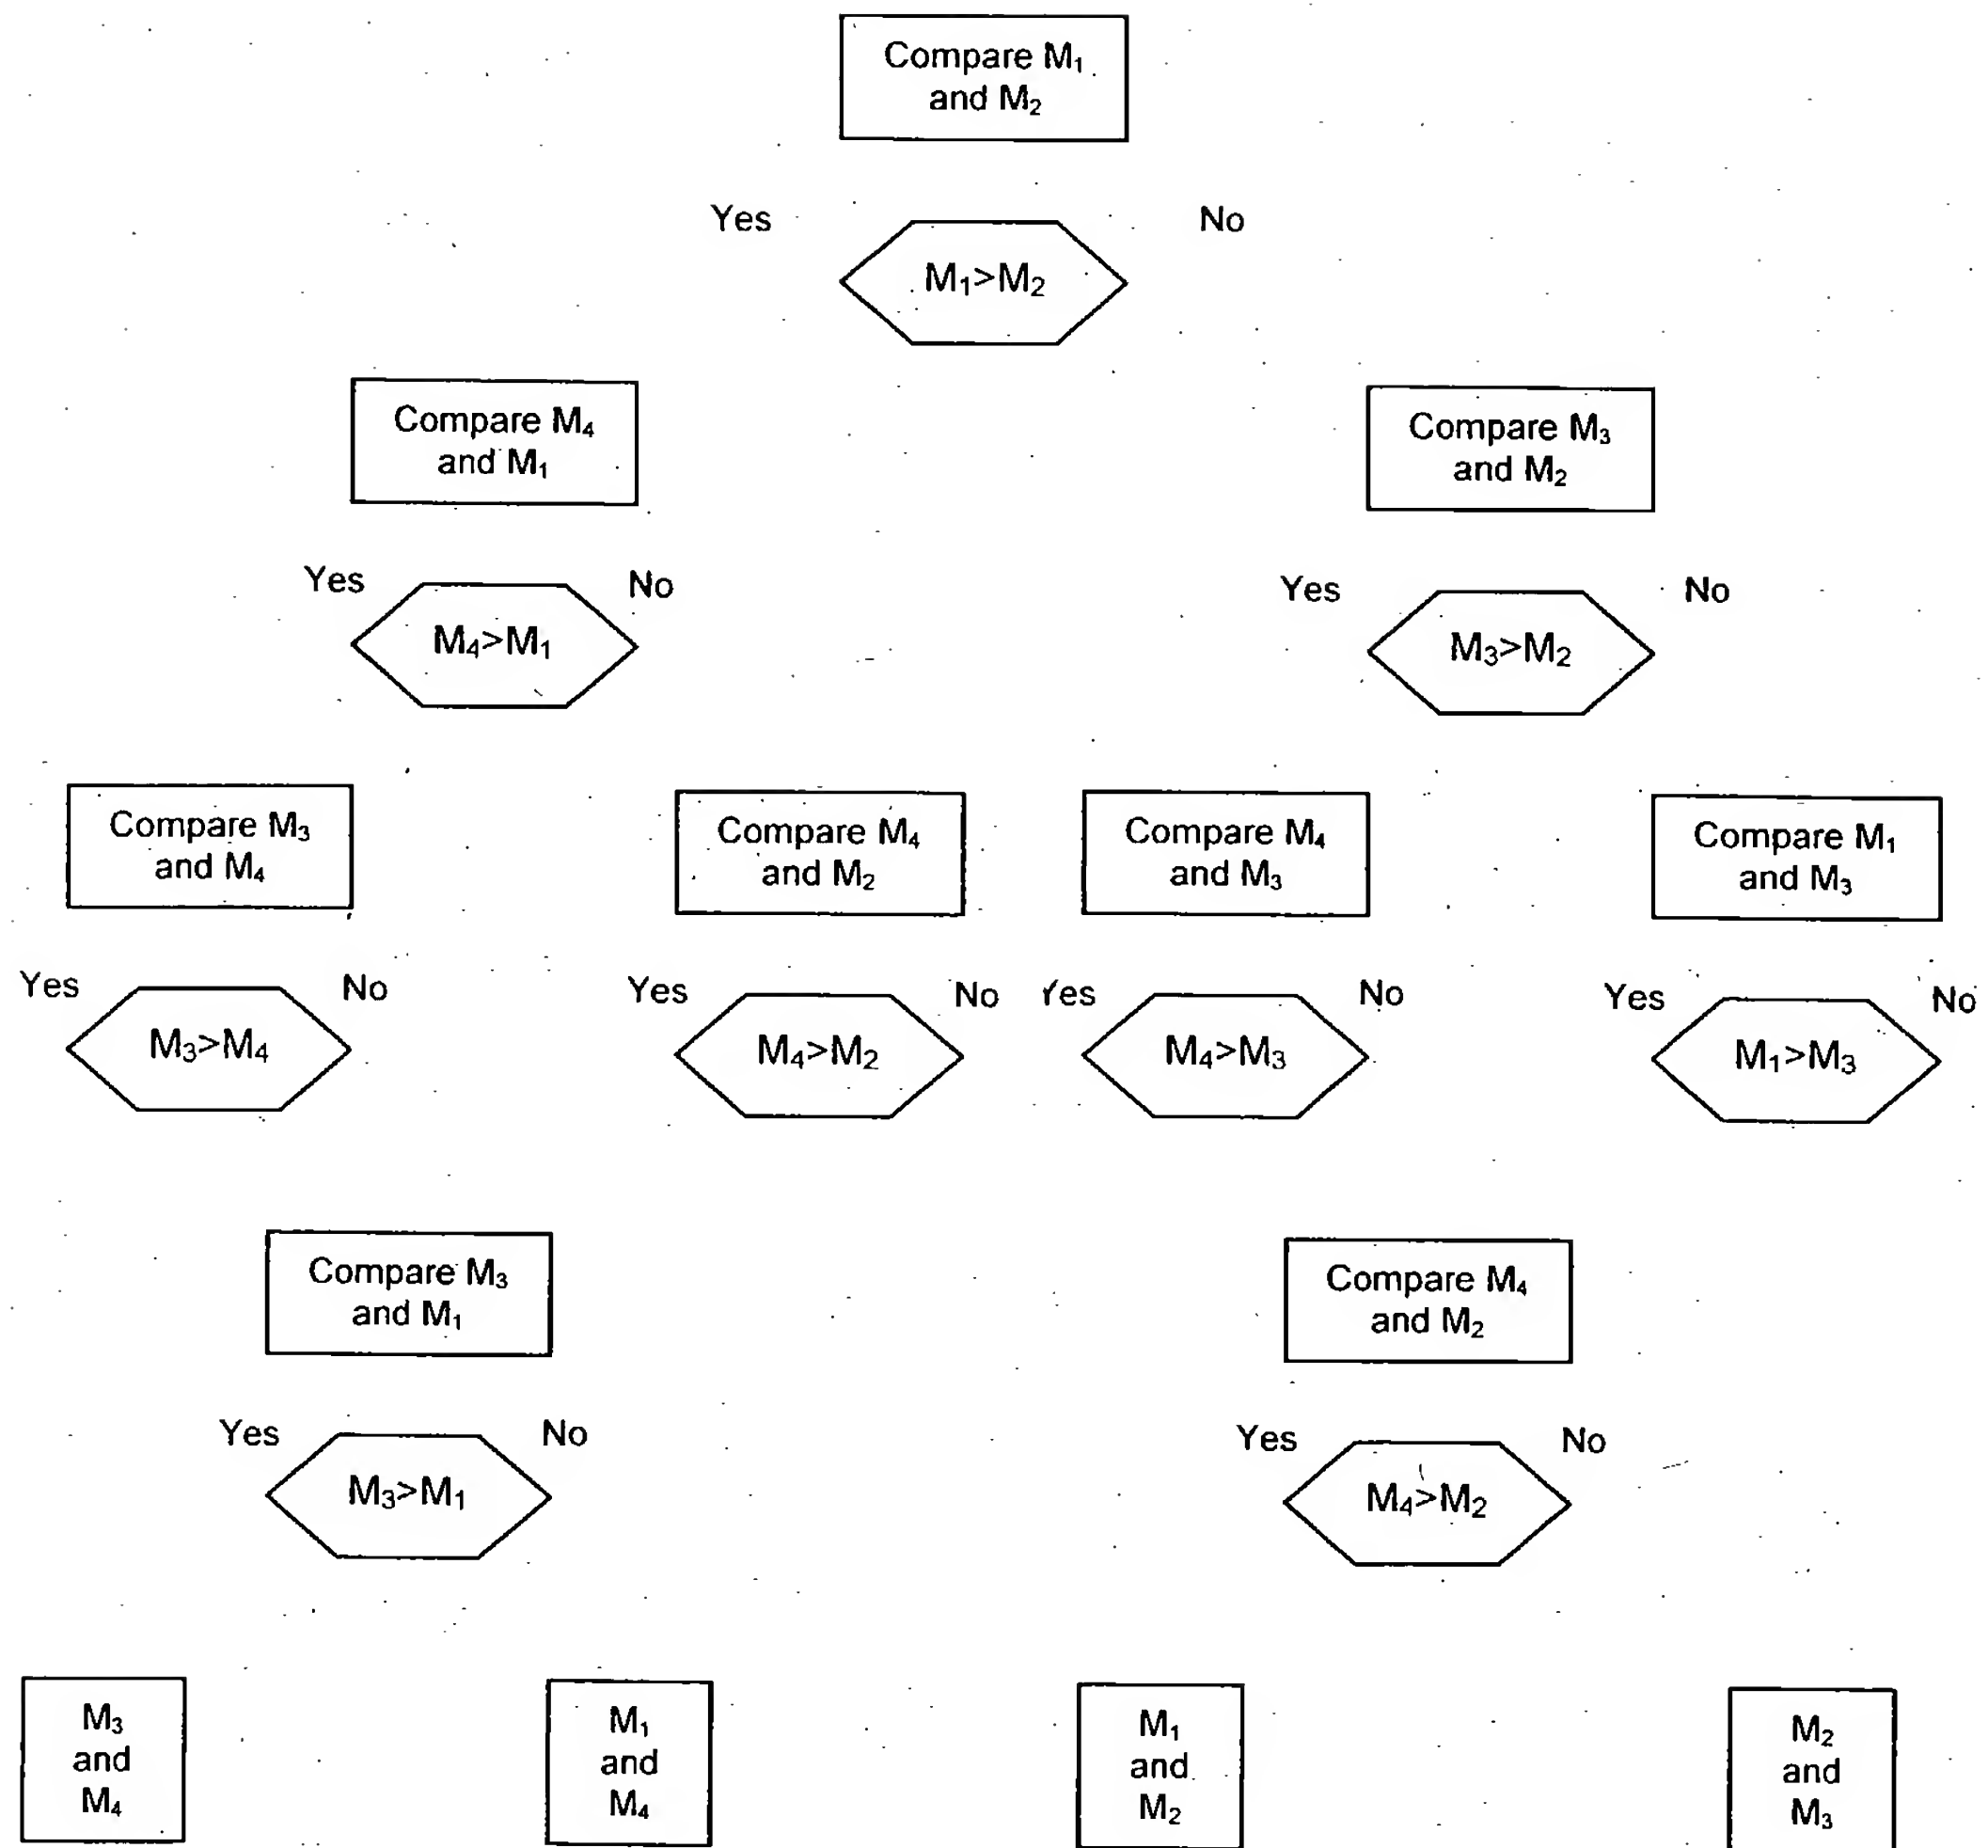 Compare M₁
and M₂
Yes
No
M₁>M₂
Compare M₄
and M₁
Compare M₃
and M₂
Yes
No
M₄>M₁
Yes
No
M₃>M₂
Compare M₃
and M₄
Compare M₄
and M₂
Compare M₄
and M₃
Compare M₁
and M₃
Yes
No
M₃>M₄
Yes
No
M₄>M₂
Yes
No
M₄>M₃
Yes
No
M₁>M₃
Compare M₃
and M₁
Compare M₄
and M₂
Yes
No
M₃>M₁
Yes
No
M₄>M₂
M₃
and
M₄
M₁
and
M₄
M₁
and
M₂
M₂
and
M₃